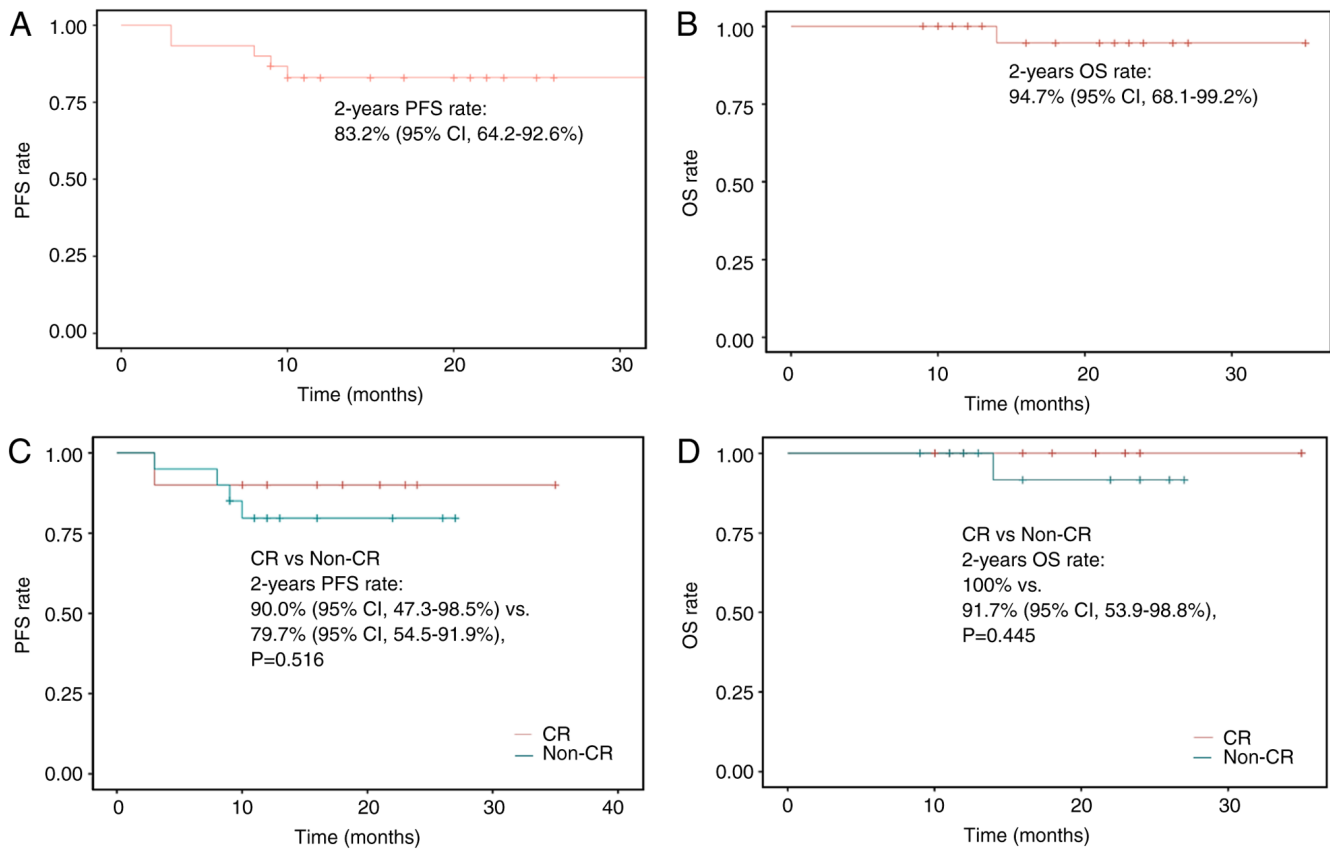 A
1.00
0.75
0.50
0.25
0.00
PFS rate
2-years PFS rate:
83.2% (95% CI, 64.2-92.6%)
0 10 20 30
Time (months)
B
1.00
0.75
0.50
0.25
0.00
OS rate
2-years OS rate:
94.7% (95% CI, 68.1-99.2%)
0 10 20 30
Time (months)
C
1.00
0.75
0.50
0.25
0.00
PFS rate
CR vs Non-CR
2-years PFS rate:
90.0% (95% CI, 47.3-98.5%) vs.
79.7% (95% CI, 54.5-91.9%),
P=0.516
CR
Non-CR
0 10 20 30 40
Time (months)
D
1.00
0.75
0.50
0.25
0.00
OS rate
CR vs Non-CR
2-years OS rate:
100% vs.
91.7% (95% CI, 53.9-98.8%),
P=0.445
CR
Non-CR
0 10 20 30
Time (months)